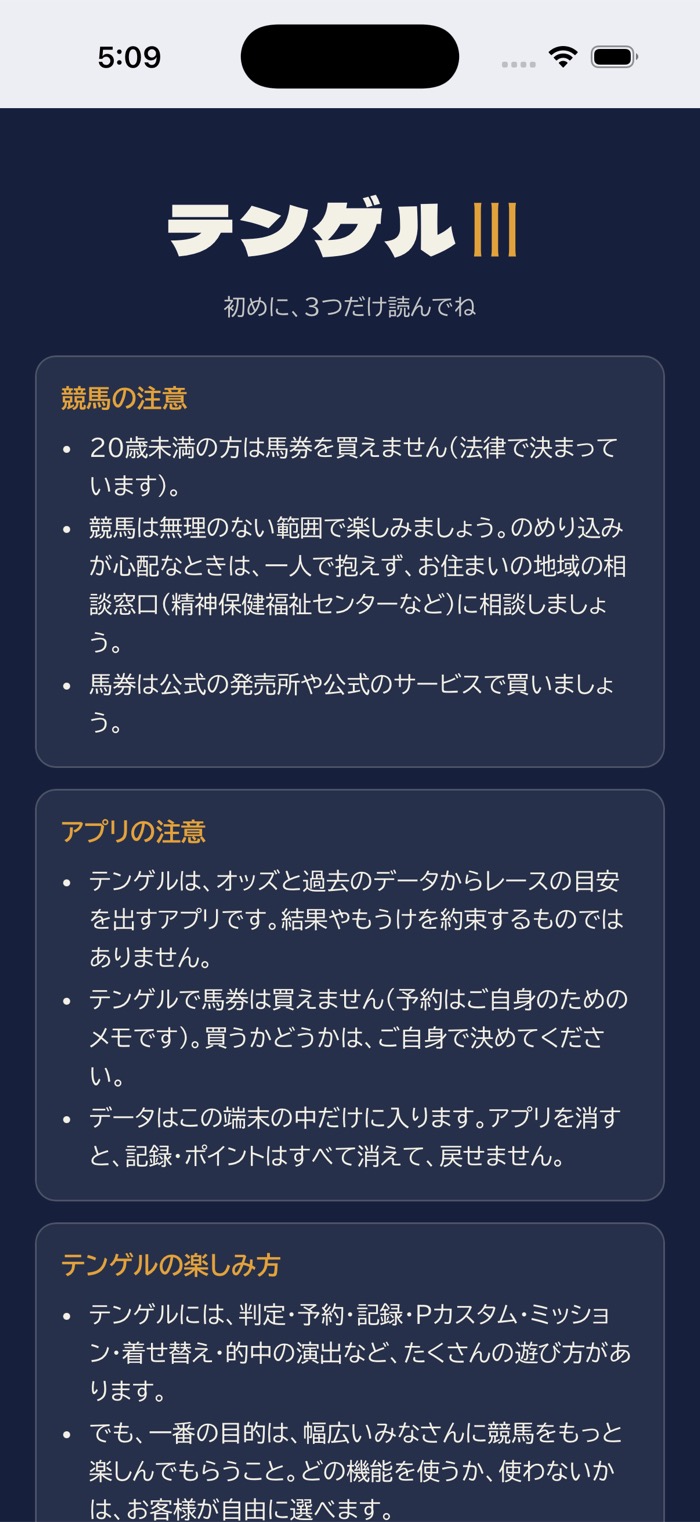 5:09
テンゲル
初めに、3つだけ読んでね
競馬の注意
• 20歳未満の方は馬券を買えません（法律で決まって
います）。
• 競馬は無理のない範囲で楽しみましょう。のめり込み
が心配なときは、一人で抱えず、お住まいの地域の相
談窓口（精神保健福祉センターなど）に相談しましょ
う。
• 馬券は公式の発売所や公式のサービスで買いましょ
う。
アプリの注意
• テンゲルは、オッズと過去のデータからレースの目安
を出すアプリです。結果やもうけを約束するものでは
ありません。
• テンゲルで馬券は買えません（予約はご自身のための
メモです）。買うかどうかは、ご自身で決めてくださ
い。
• データはこの端末の中だけに入ります。アプリを消す
と、記録・ポイントはすべて消えて、戻せません。
テンゲルの楽しみ方
• テンゲルには、判定・予約・記録・Pカスタム・ミッショ
ン・着せ替え・的中の演出など、たくさんの遊び方があ
ります。
• でも、一番の目的は、幅広いみなさんに競馬をもっと
楽しんでもらうこと。どの機能を使うか、使わないか
は、お客様が自由に選べます。